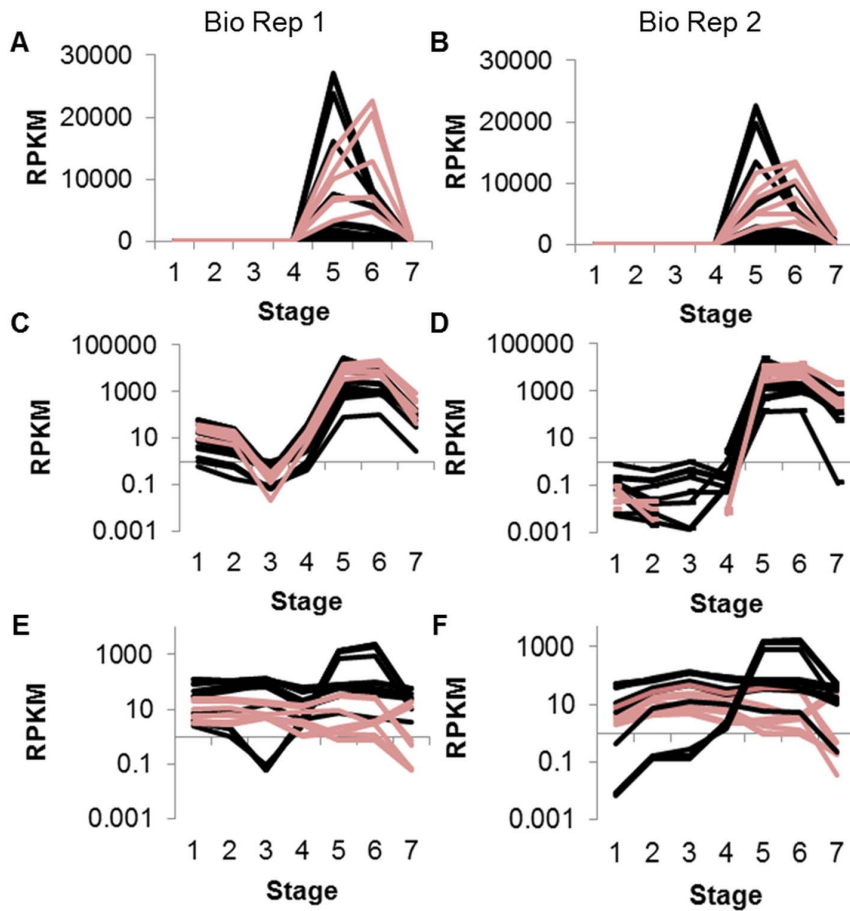 Bio Rep 1
Bio Rep 2
A
30000
20000
10000
0
RPKM
1 2 3 4 5 6 7
Stage
B
30000
20000
10000
0
RPKM
1 2 3 4 5 6 7
Stage
C
100000
1000
10
0.1
0.001
RPKM
1 2 3 4 5 6 7
Stage
D
100000
1000
10
0.1
0.001
RPKM
1 2 3 4 5 6 7
Stage
E
1000
10
0.1
0.001
RPKM
1 2 3 4 5 6 7
Stage
F
1000
10
0.1
0.001
RPKM
1 2 3 4 5 6 7
Stage